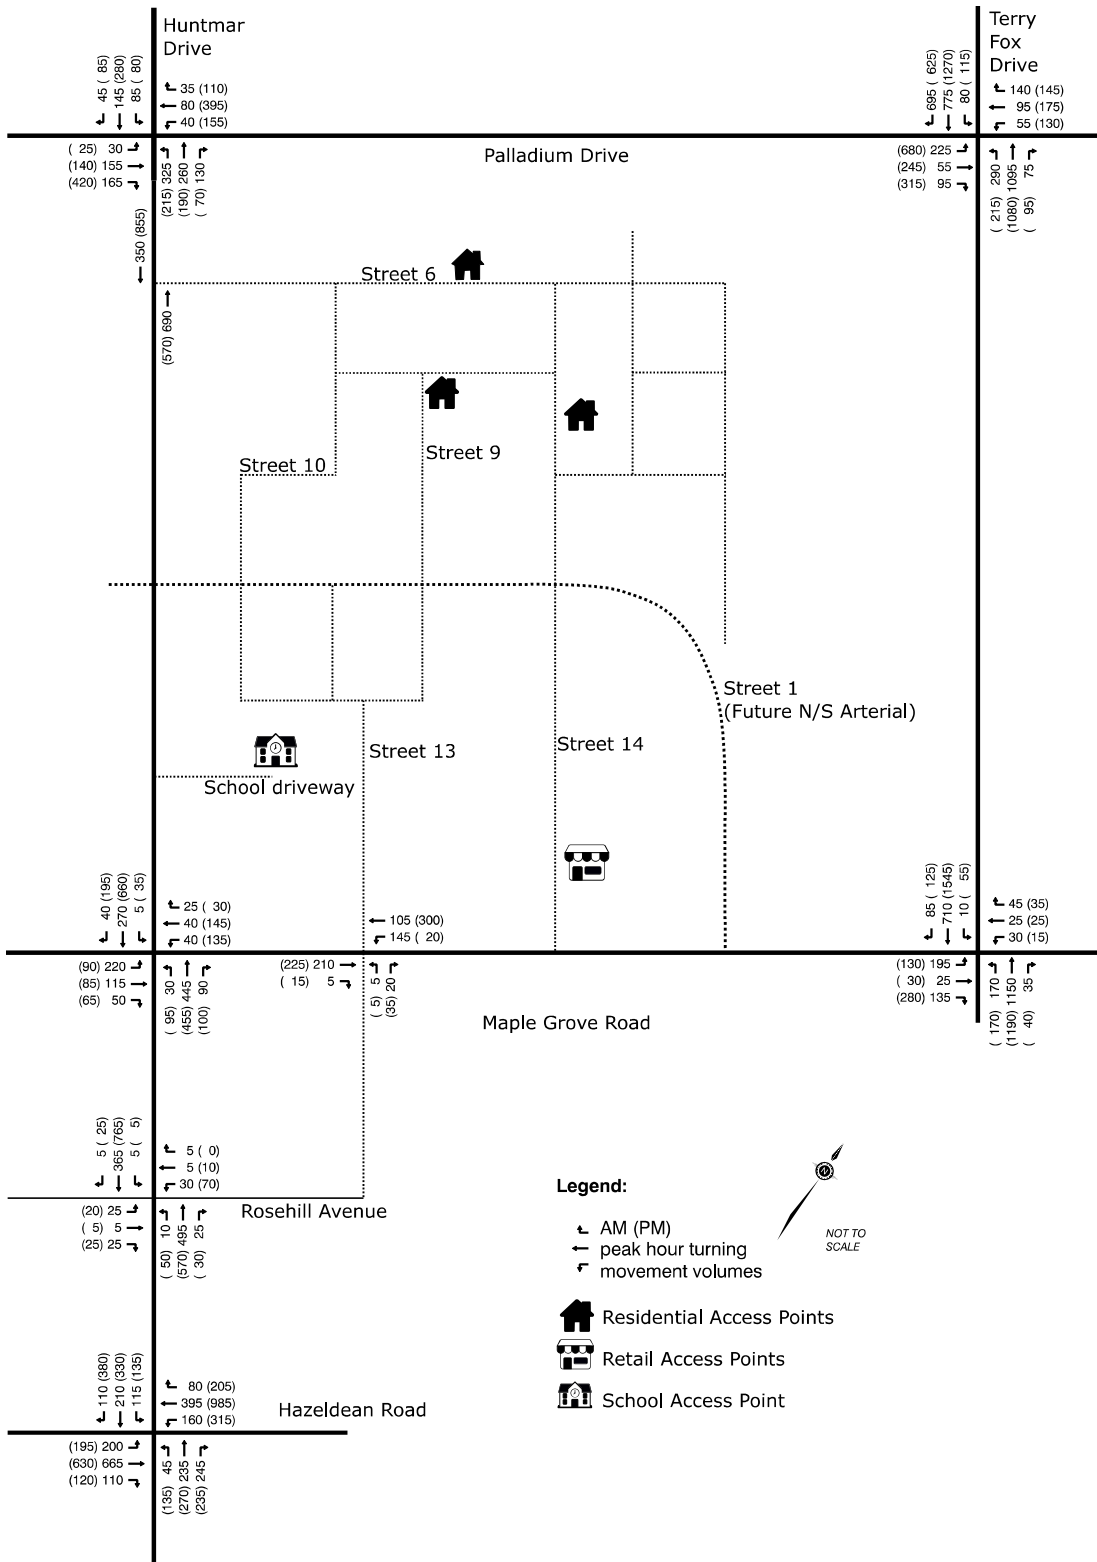 Huntmar
Drive
Terry
Fox
Drive
45 ( 85)
145 (280)
85 ( 80)
35 (110)
80 (395)
40 (155)
695 ( 625)
775 (1270)
80 ( 115)
140 (145)
95 (175)
55 (130)
( 25) 30
(140) 155
(420) 165
(215) 325
(190) 260
( 70) 130
Palladium Drive
(680) 225
(245) 55
(315) 95
( 215) 290
(1080) 1095
( 95) 75
350 (855)
Street 6
(570) 690
Street 9
Street 10
Street 1
(Future N/S Arterial)
Street 13
Street 14
School driveway
40 (195)
270 (660)
5 ( 35)
25 ( 30)
40 (145)
40 (135)
105 (300)
145 ( 20)
85 ( 125)
710 (1545)
10 ( 55)
45 (35)
25 (25)
30 (15)
(90) 220
(85) 115
(65) 50
( 95) 30
(455) 445
(100) 90
(225) 210
( 15) 5
( 5) 5
(35) 20
(130) 195
( 30) 25
(280) 135
( 170) 170
(1190) 1150
( 40) 35
Maple Grove Road
5 ( 25)
365 (765)
5 ( 5)
5 ( 0)
5 (10)
30 (70)
(20) 25
( 5) 5
(25) 25
( 50) 10
(570) 495
( 30) 25
Rosehill Avenue
N
NOT TO
SCALE
Legend:
AM (PM)
peak hour turning
movement volumes
Residential Access Points
Retail Access Points
School Access Point
110 (380)
210 (330)
115 (135)
80 (205)
395 (985)
160 (315)
Hazeldean Road
(195) 200
(630) 665
(120) 110
(135) 45
(270) 235
(235) 245